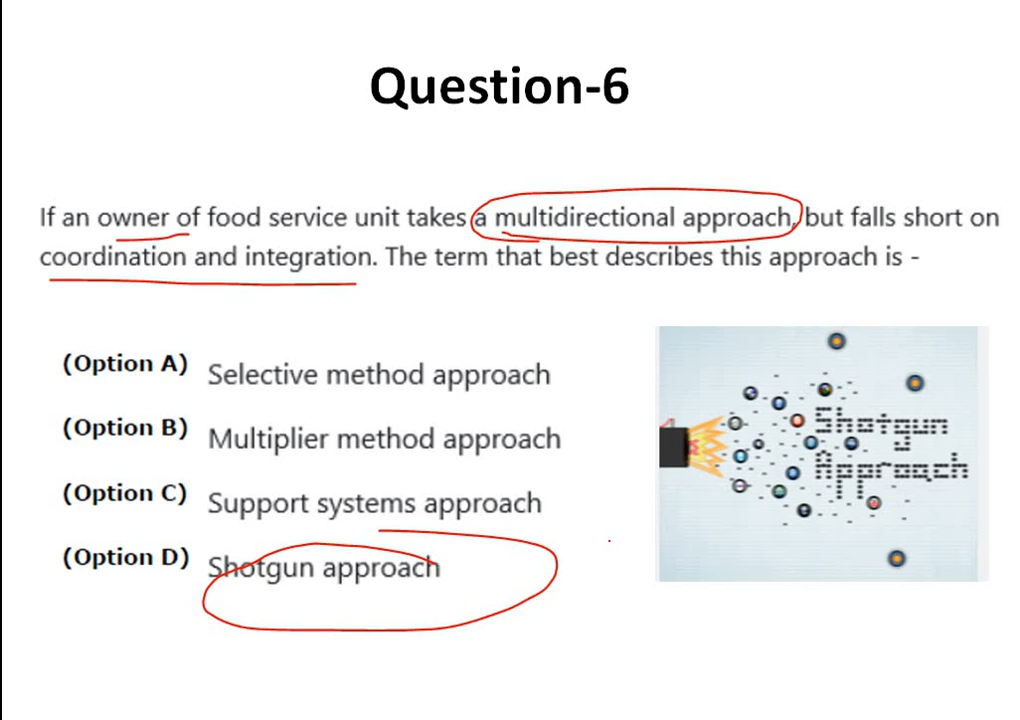 Question-6
If an owner of food service unit takes a multidirectional approach, but falls short on
coordination and integration. The term that best describes this approach is -
(Option A) Selective method approach
(Option B) Multiplier method approach
(Option C) Support systems approach
(Option D) Shotgun approach
Shotgun
Approach